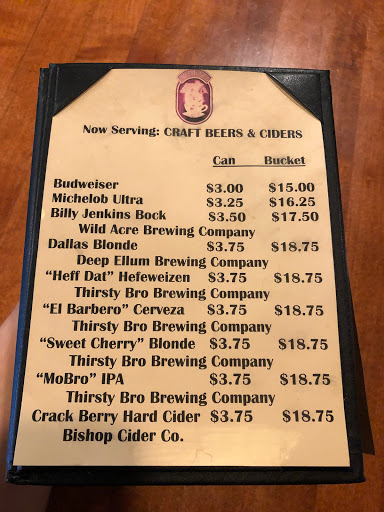 Now Serving: CRAFT BEERS & CIDERS
Can Bucket
Budweiser $3.00 $15.00
Michelob Ultra $3.25 $16.25
Billy Jenkins Bock $3.50 $17.50
Wild Acre Brewing Company
Dallas Blonde $3.75 $18.75
Deep Ellum Brewing Company
“Heff Dat” Hefeweizen $3.75 $18.75
Thirsty Bro Brewing Company
“El Barbero” Cerveza $3.75 $18.75
Thirsty Bro Brewing Company
“Sweet Cherry” Blonde $3.75 $18.75
Thirsty Bro Brewing Company
“MoBro” IPA $3.75 $18.75
Thirsty Bro Brewing Company
Crack Berry Hard Cider $3.75 $18.75
Bishop Cider Co.